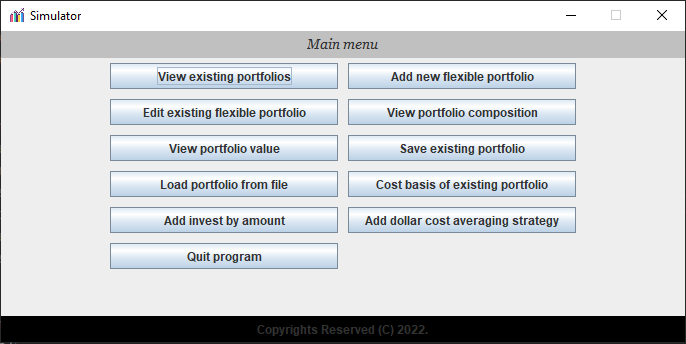 Simulator
Main menu
View existing portfolios
Add new flexible portfolio
Edit existing flexible portfolio
View portfolio composition
View portfolio value
Save existing portfolio
Load portfolio from file
Cost basis of existing portfolio
Add invest by amount
Add dollar cost averaging strategy
Quit program
Copyrights Reserved (C) 2022.